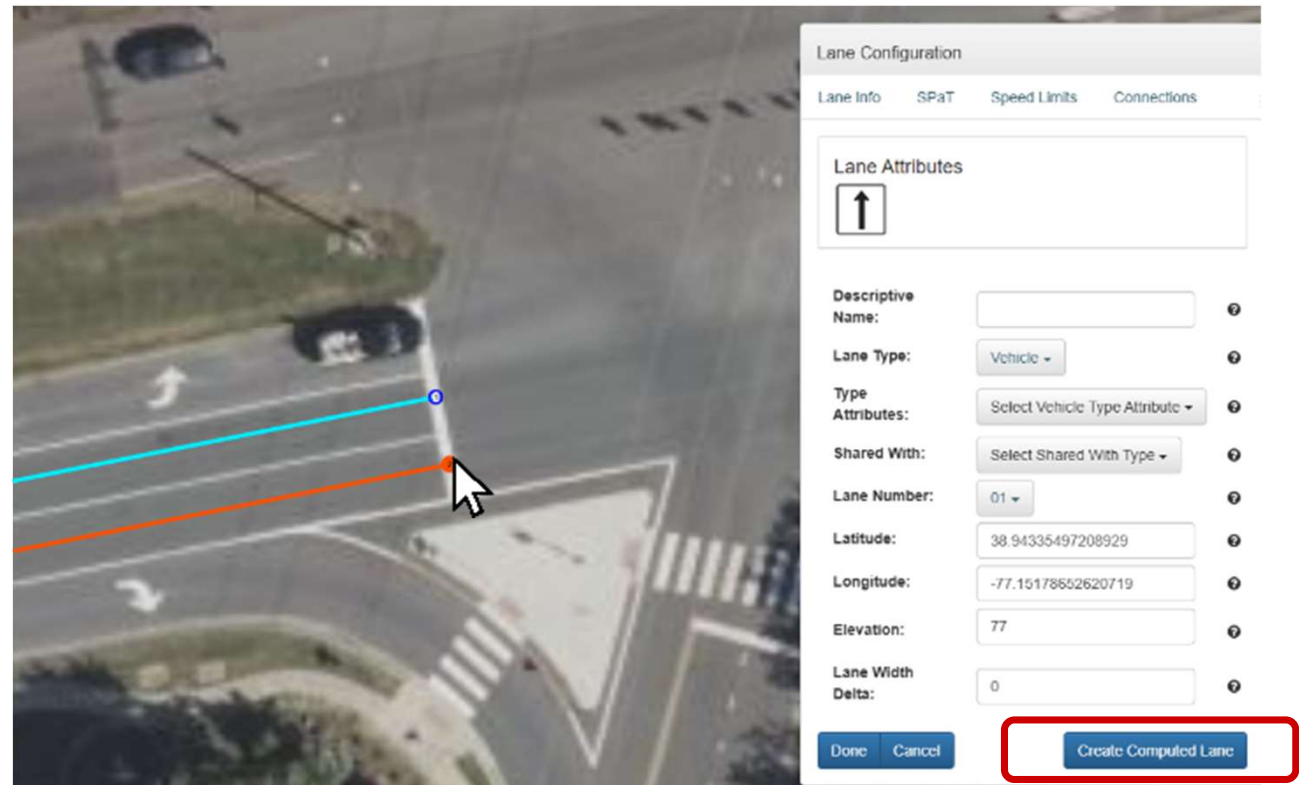 Lane Configuration
Lane Info SPaT Speed Limits Connections
Lane Attributes
Descriptive
Name:
Lane Type: Vehicle
Type
Attributes: Select Vehicle Type Attribute
Shared With: Select Shared With Type
Lane Number: 01
Latitude: 38.94335497208929
Longitude: -77.15178652620719
Elevation: 77
Lane Width
Delta: 0
Done Cancel Create Computed Lane